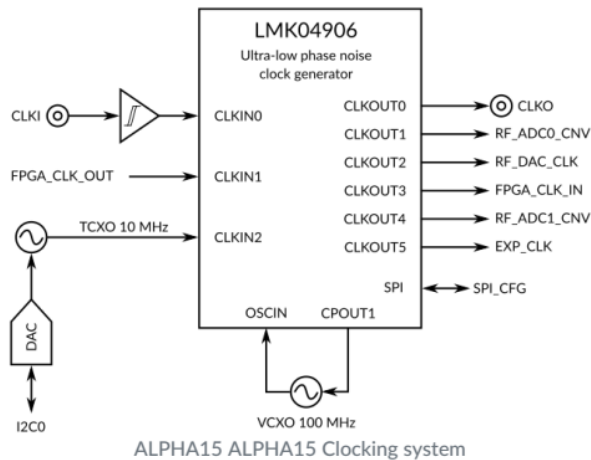 LMK04906
Ultra-low phase noise
clock generator
CLKI
CLKIN0
CLKOUT0
CLKO
CLKOUT1
RF_ADC0_CNV
FPGA_CLK_OUT
CLKIN1
CLKOUT2
RF_DAC_CLK
CLKOUT3
FPGA_CLK_IN
TCXO 10 MHz
CLKIN2
CLKOUT4
RF_ADC1_CNV
CLKOUT5
EXP_CLK
SPI
SPI_CFG
OSCIN
CPOUT1
DAC
I2C0
VCXO 100 MHz
ALPHA15 ALPHA15 Clocking system